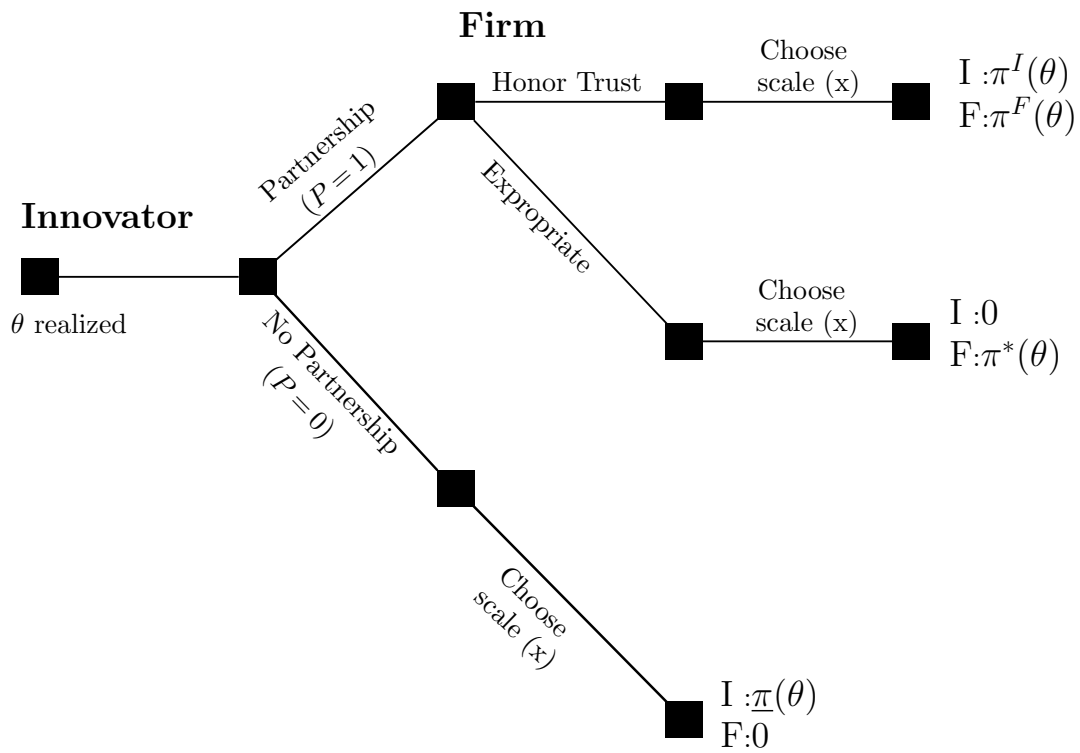 Firm
Innovator
θ realized
Partnership
(P = 1)
No Partnership
(P = 0)
Honor Trust
Choose
scale (x)
I :π^I(θ)
F:π^F(θ)
Expropriate
Choose
scale (x)
I :0
F:π*(θ)
Choose
scale (x)
I :π̲(θ)
F:0